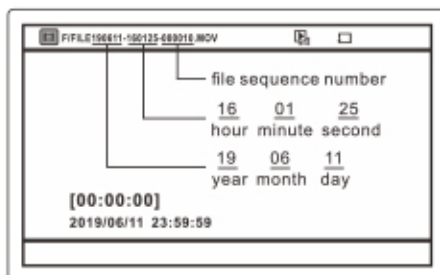 F/FILE190611-160125-000010.MOV
file sequence number
16 01 25
hour minute second
19 06 11
year month day
[00:00:00]
2019/06/11 23:59:59